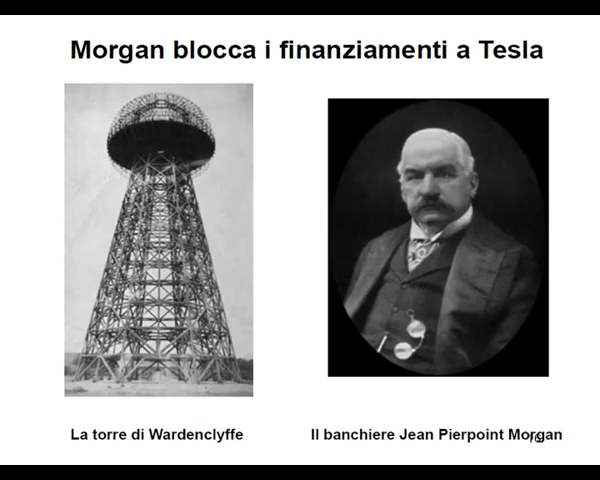 Morgan blocca i finanziamenti a Tesla
La torre di Wardenclyffe
Il banchiere Jean Pierpoint Morgan